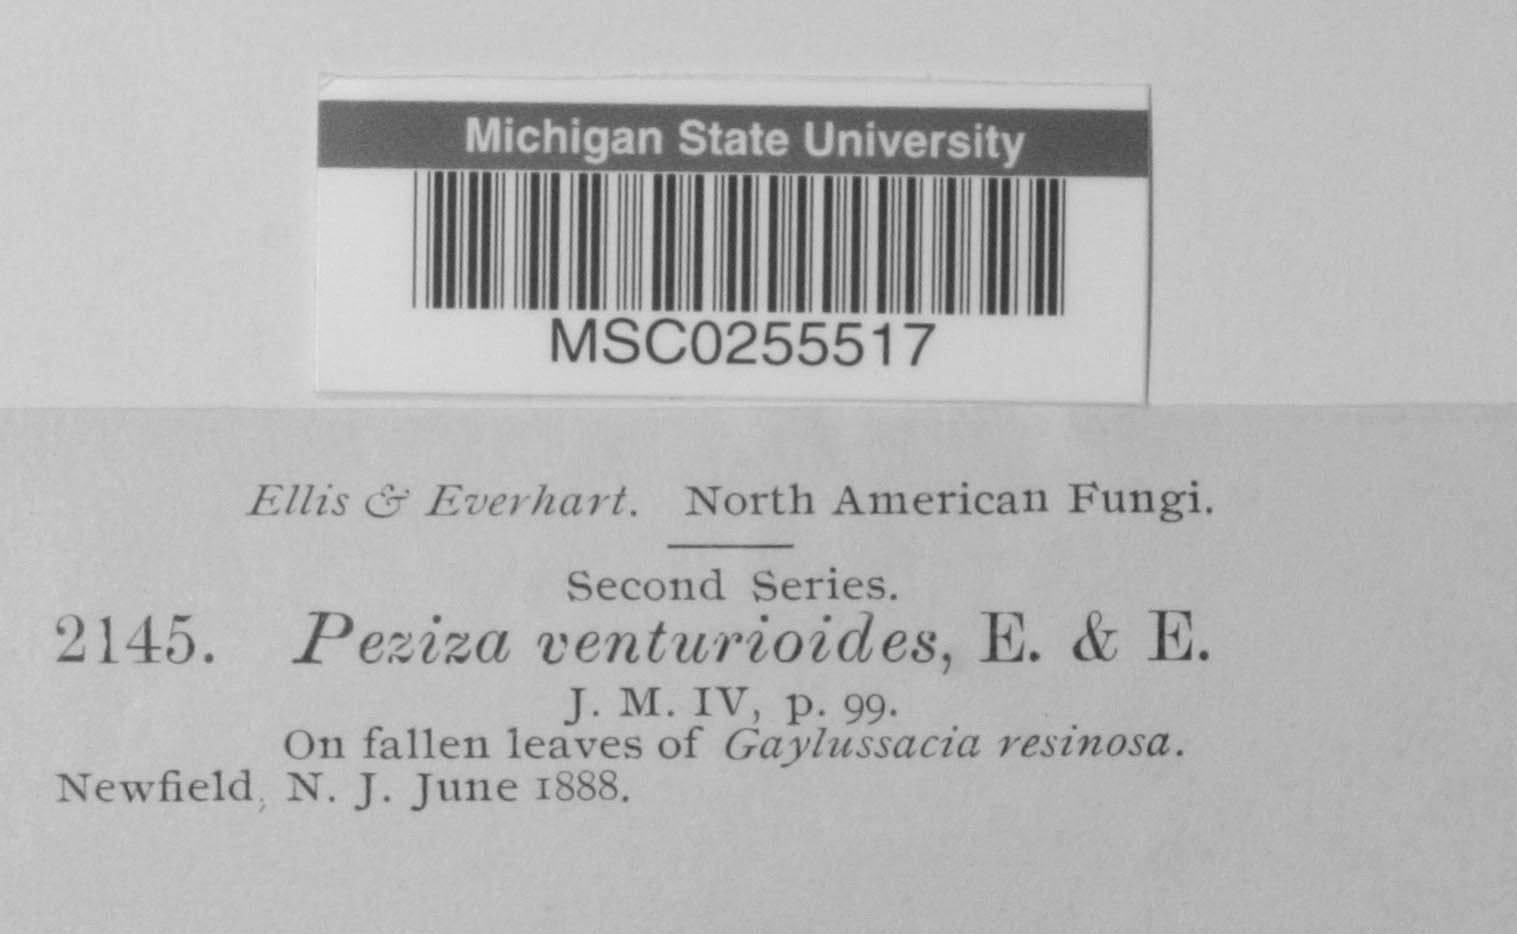 Michigan State University
MSC0255517
Ellis & Everhart. North American Fungi.
Second Series.
2145. Peziza venturioides, E. & E.
J. M. IV, p. 99.
On fallen leaves of Gaylussacia resinosa.
Newfield, N. J. June 1888.